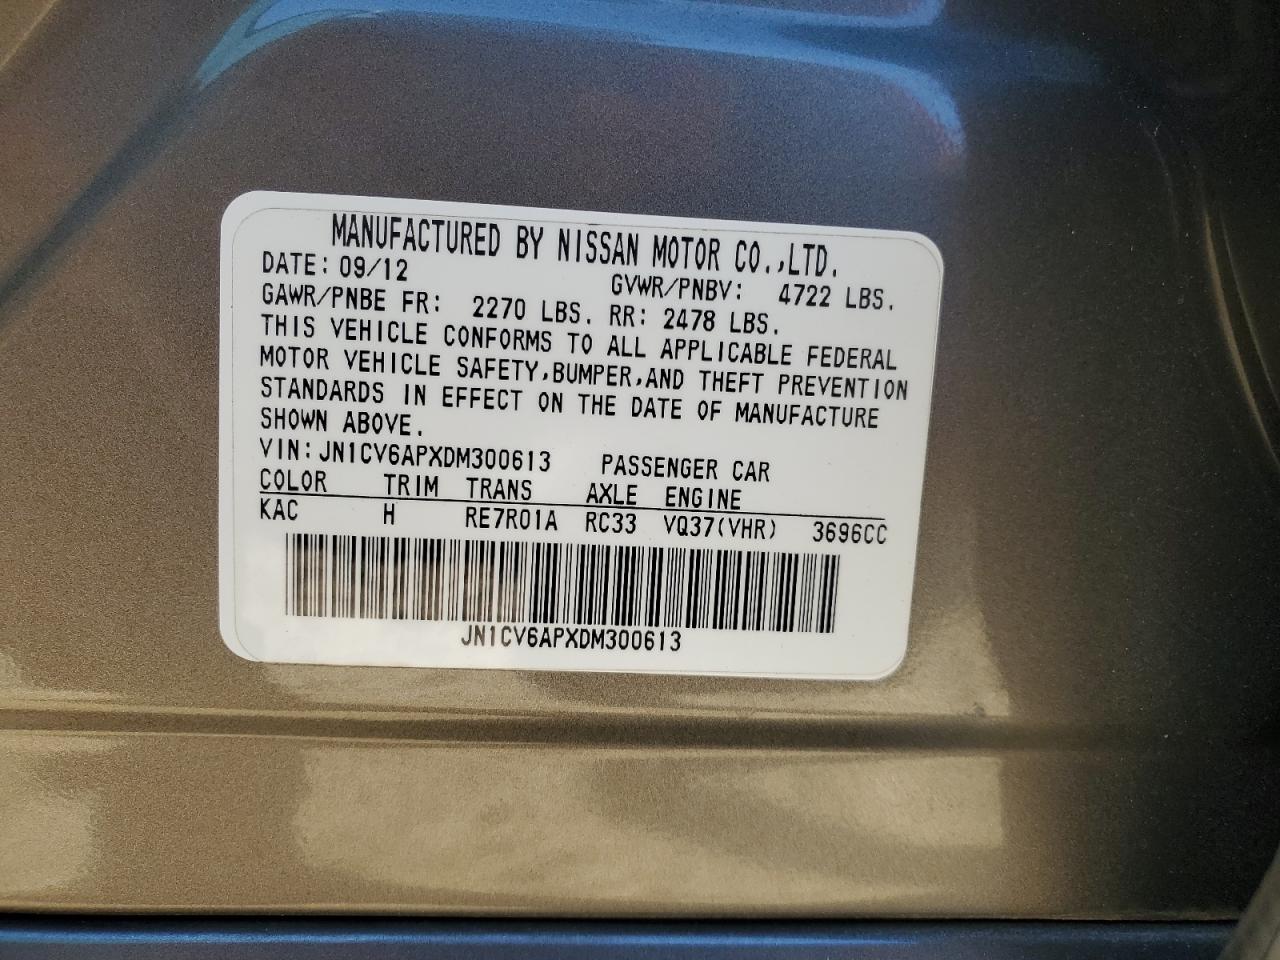 MANUFACTURED BY NISSAN MOTOR CO.,LTD.
DATE: 09/12 GVWR/PNBV: 4722 LBS.
GAWR/PNBE FR: 2270 LBS. RR: 2478 LBS.
THIS VEHICLE CONFORMS TO ALL APPLICABLE FEDERAL
MOTOR VEHICLE SAFETY,BUMPER,AND THEFT PREVENTION
STANDARDS IN EFFECT ON THE DATE OF MANUFACTURE
SHOWN ABOVE.
VIN: JN1CV6APXDM300613 PASSENGER CAR
COLOR TRIM TRANS AXLE ENGINE
KAC H RE7R01A RC33 VQ37(VHR) 3696CC
JN1CV6APXDM300613